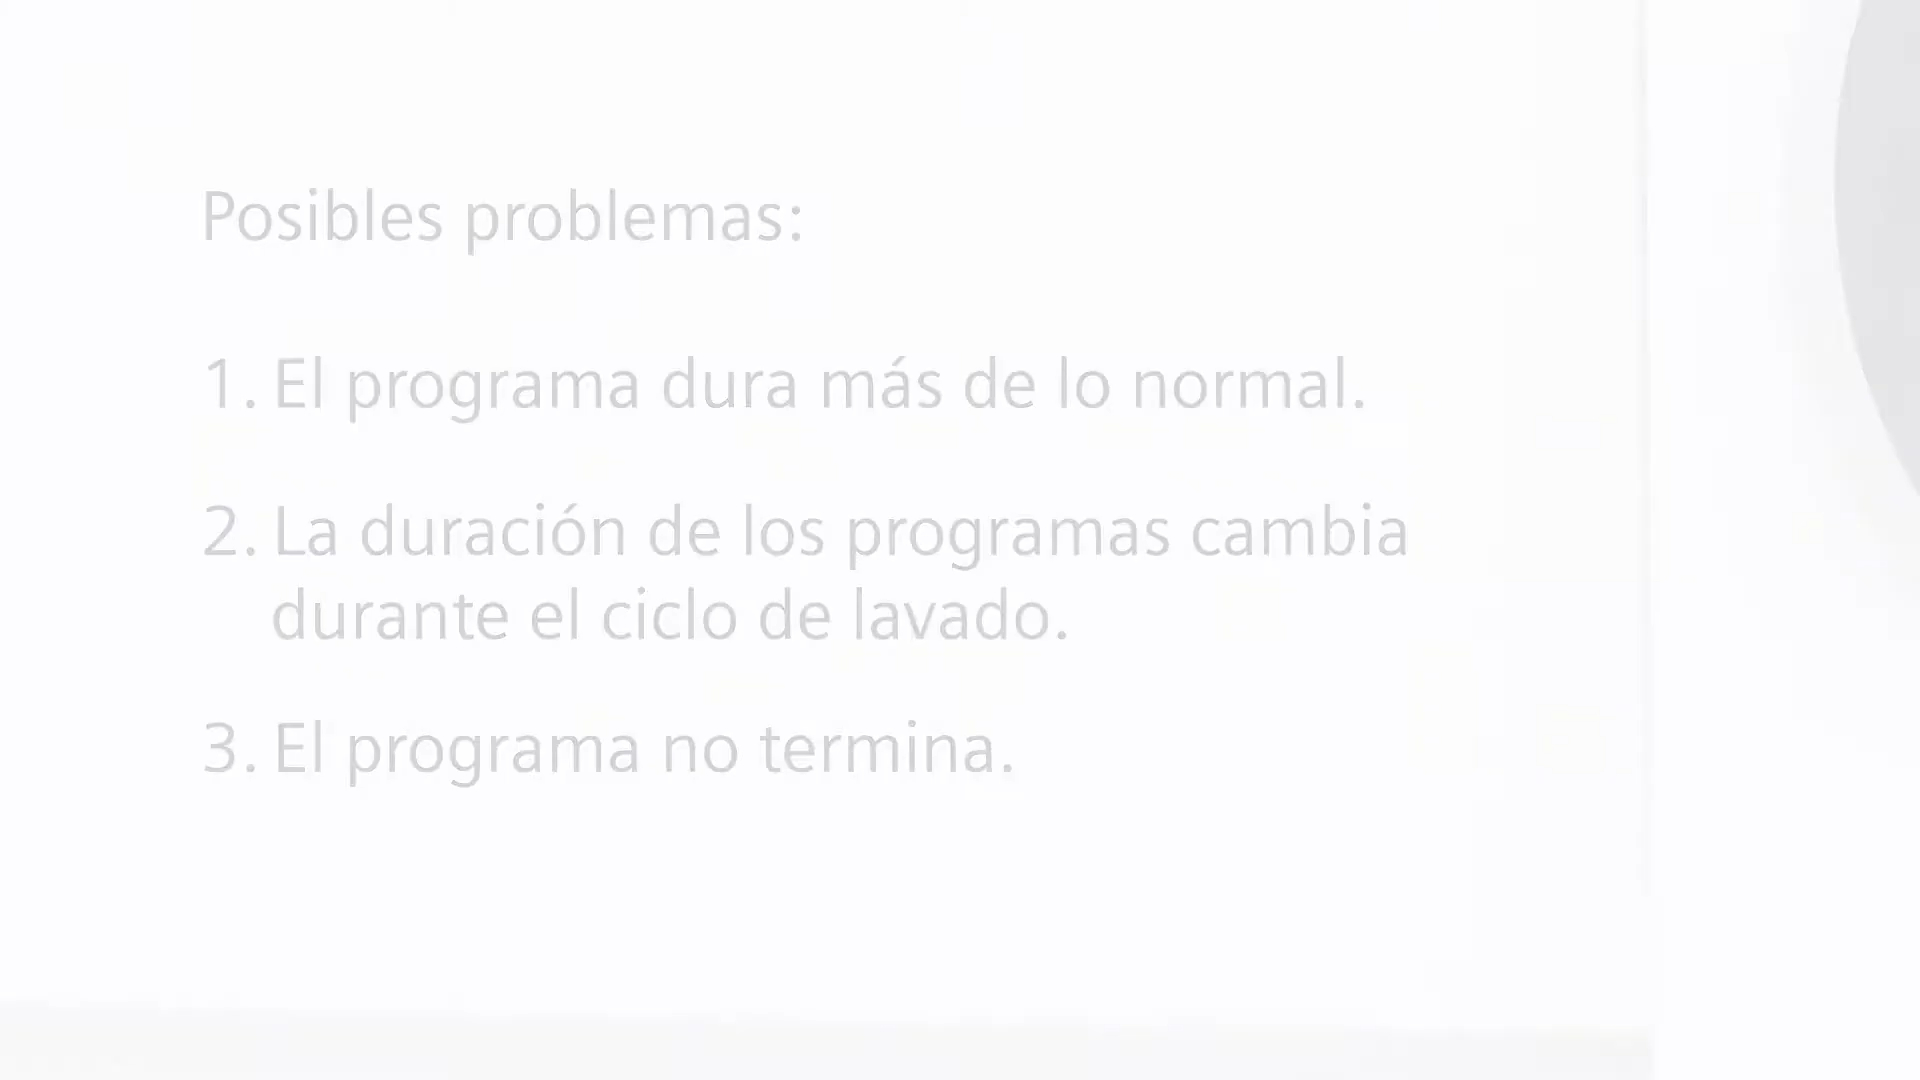 Posibles problemas:
1. El programa dura más de lo normal.
2. La duración de los programas cambia
durante el ciclo de lavado.
3. El programa no termina.